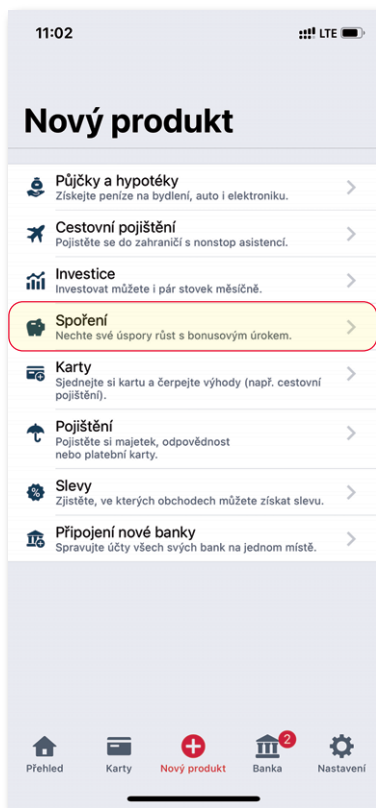 11:02
LTE
Nový produkt
Půjčky a hypotéky
Získejte peníze na bydlení, auto i elektroniku.
Cestovní pojištění
Pojistěte se do zahraničí s nonstop asistencí.
Investice
Investovat můžete i pár stovek měsíčně.
Spoření
Nechte své úspory růst s bonusovým úrokem.
Karty
Sjednejte si kartu a čerpejte výhody (např. cestovní
pojištění).
Pojištění
Pojistěte si majetek, odpovědnost
nebo platební karty.
Slevy
Zjistěte, ve kterých obchodech můžete získat slevu.
Připojení nové banky
Spravujte účty všech svých bank na jednom místě.
2
Přehled Karty Nový produkt Banka Nastavení